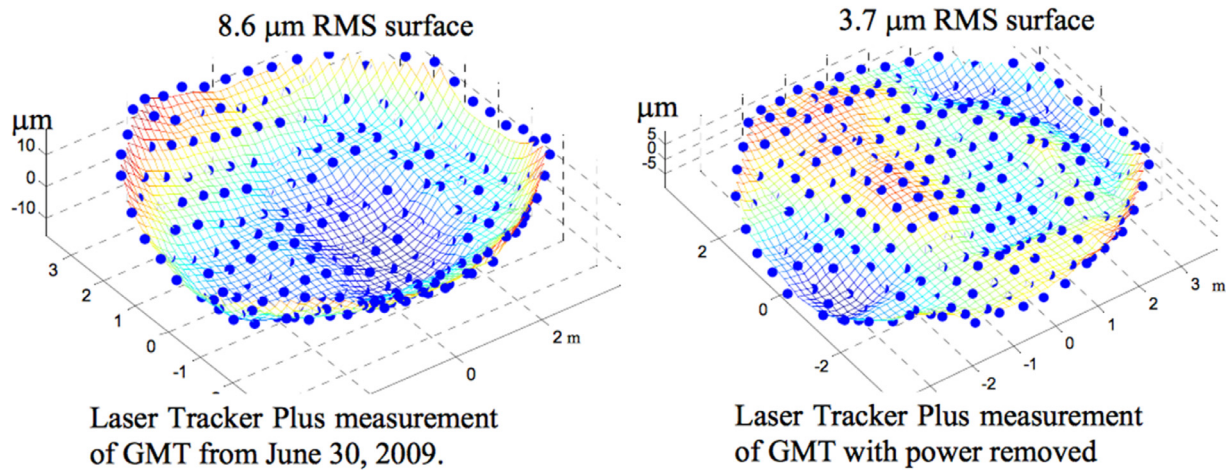 8.6 μm RMS surface
μm
10
0
-10
3
2
1
0
-1
0
2 m
Laser Tracker Plus measurement
of GMT from June 30, 2009.
3.7 μm RMS surface
μm
5
0
-5
2
0
-2
-2
-1
0
1
2
3 m
Laser Tracker Plus measurement
of GMT with power removed